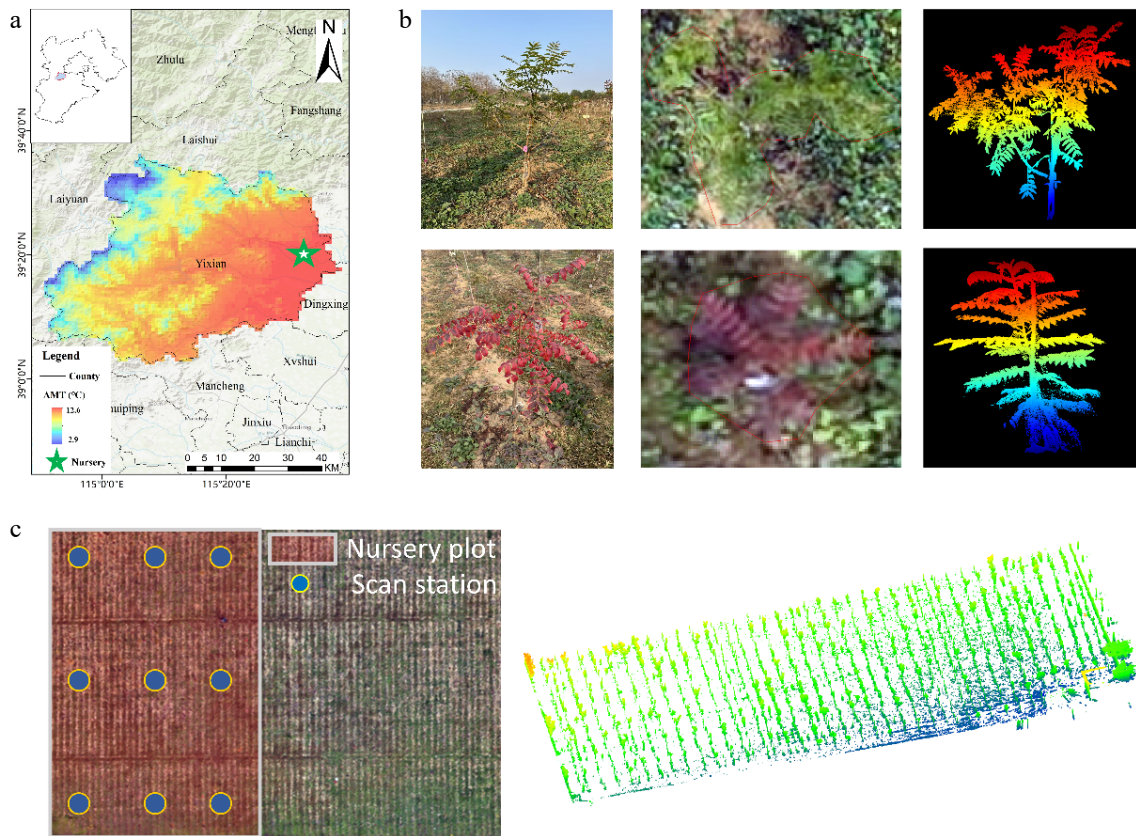 a
N
Zhulu
Fangshang
Laishui
Laiyuan
Yixian
Dingxing
Xvshui
Mancheng
Jinxiu
Lianchi
39°40'0"N
39°20'0"N
39°0'0"N
115°0'0"E
115°20'0"E
Legend
County
AMT (°C)
12.6
2.9
Nursery
0 5 10 20 30 40
KM
b
c
Nursery plot
Scan station